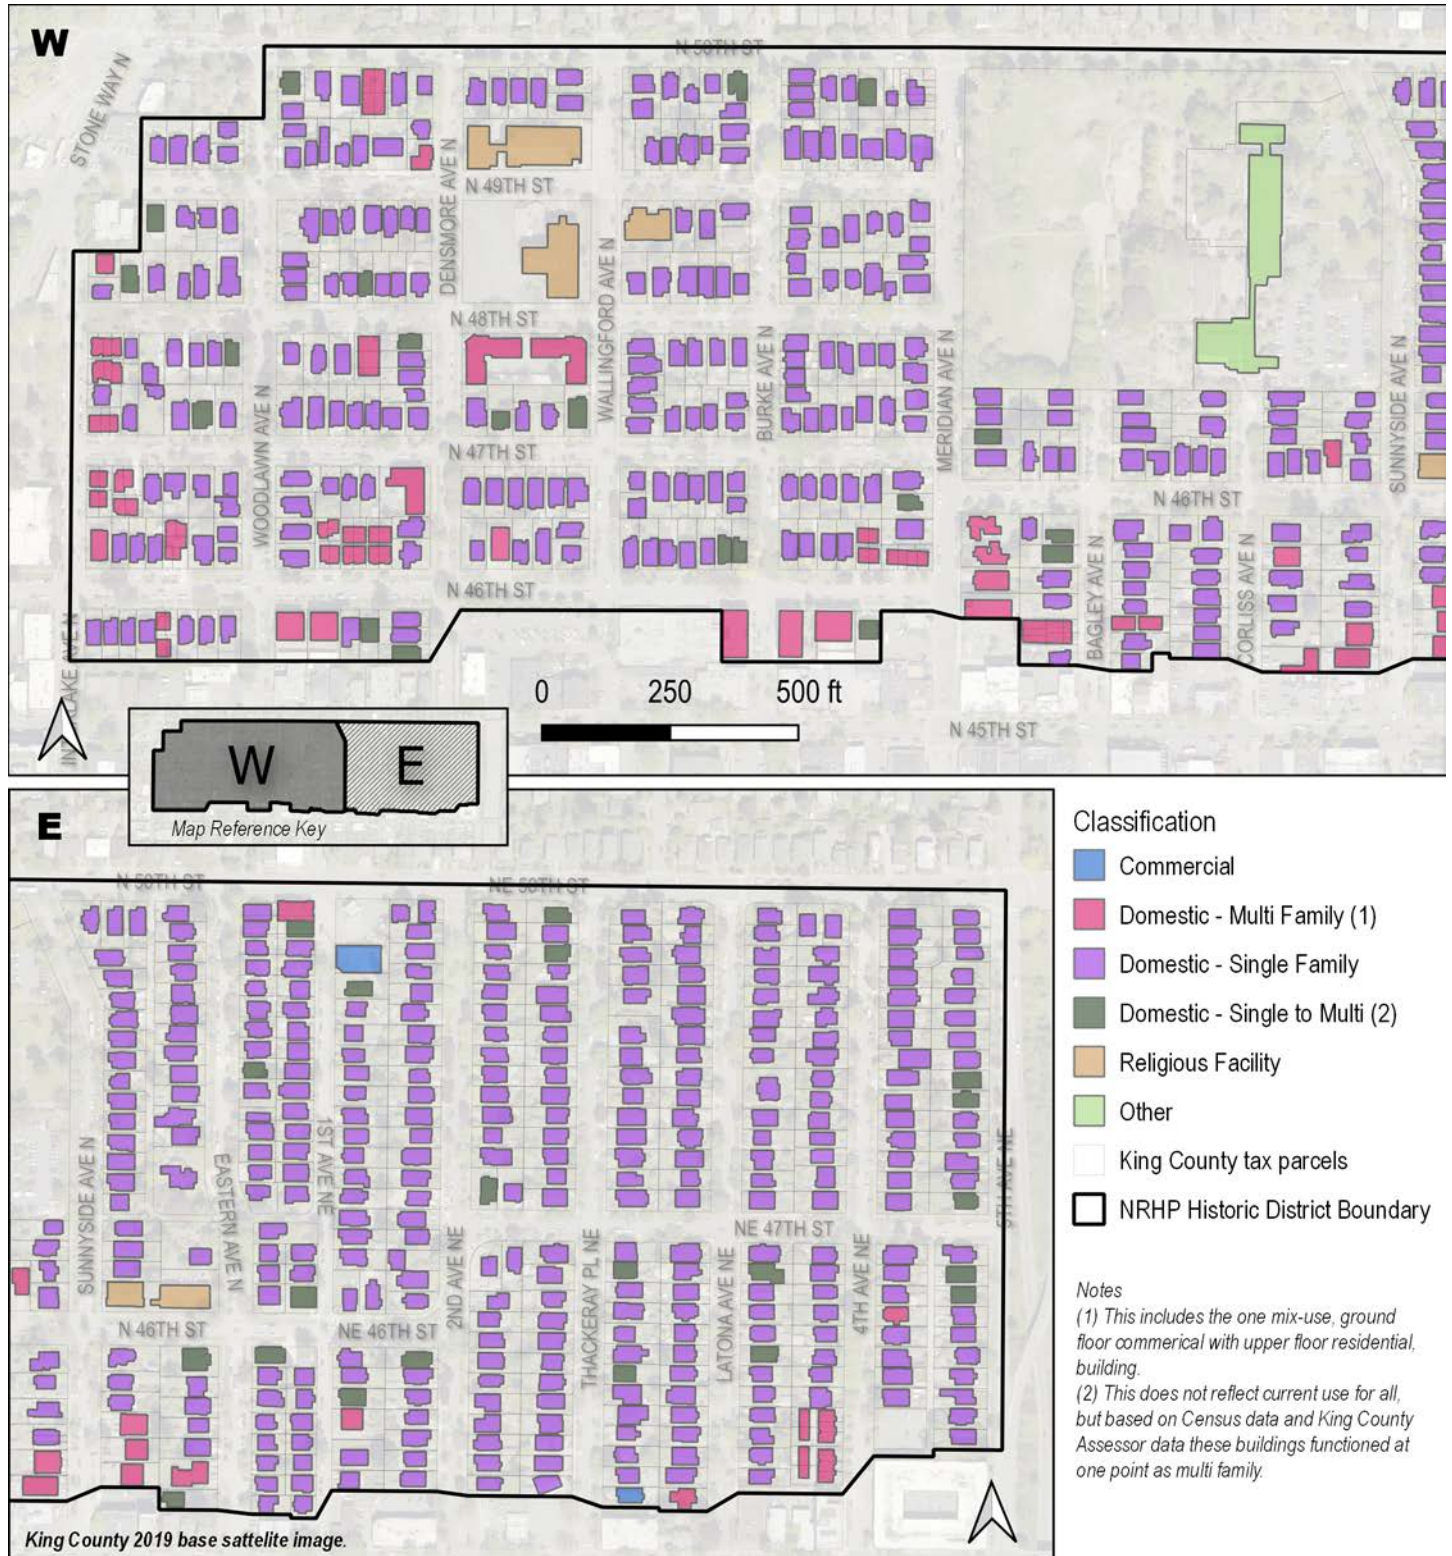 W
N 50TH ST
STONE WAY N
DENSMORE AVE N
N 49TH ST
WALLINGFORD AVE N
N 48TH ST
BURKE AVE N
MERIDIAN AVE N
SUNNYSIDE AVE N
WOODLAWN AVE N
N 47TH ST
N 46TH ST
BAGLEY AVE N
CORLISS AVE N
N 46TH ST
0 250 500 ft
N 45TH ST
W E
Map Reference Key
E
N 50TH ST
NE 50TH ST
SUNNYSIDE AVE N
EASTERN AVE N
1ST AVE NE
5TH AVE NE
NE 47TH ST
2ND AVE NE
THACKERAY PL NE
LATONA AVE NE
4TH AVE NE
N 46TH ST
NE 46TH ST
King County 2019 base sattelite image.
Classification
Commercial
Domestic - Multi Family (1)
Domestic - Single Family
Domestic - Single to Multi (2)
Religious Facility
Other
King County tax parcels
NRHP Historic District Boundary
Notes
(1) This includes the one mix-use, ground
floor commerical with upper floor residential,
building.
(2) This does not reflect current use for all,
but based on Census data and King County
Assessor data these buildings functioned at
one point as multi family.